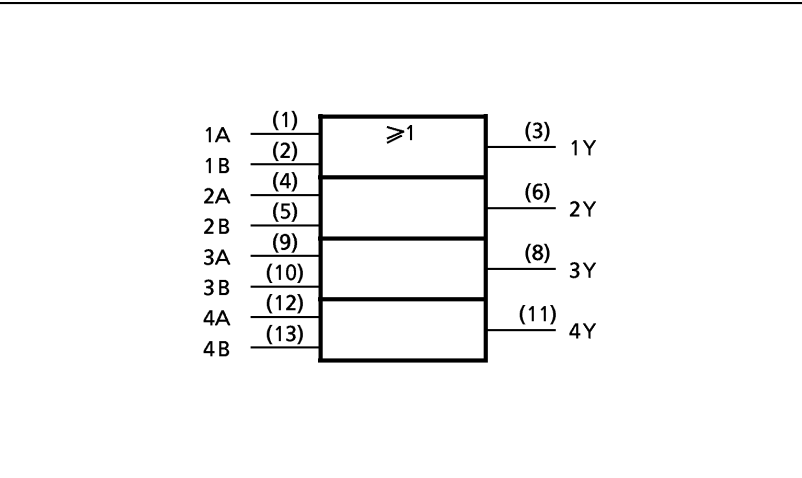 (1)
1A
⩾1
(3)
1Y
(2)
1B
(4)
2A
(6)
2Y
(5)
2B
(9)
3A
(8)
3Y
(10)
3B
(12)
4A
(11)
4Y
(13)
4B